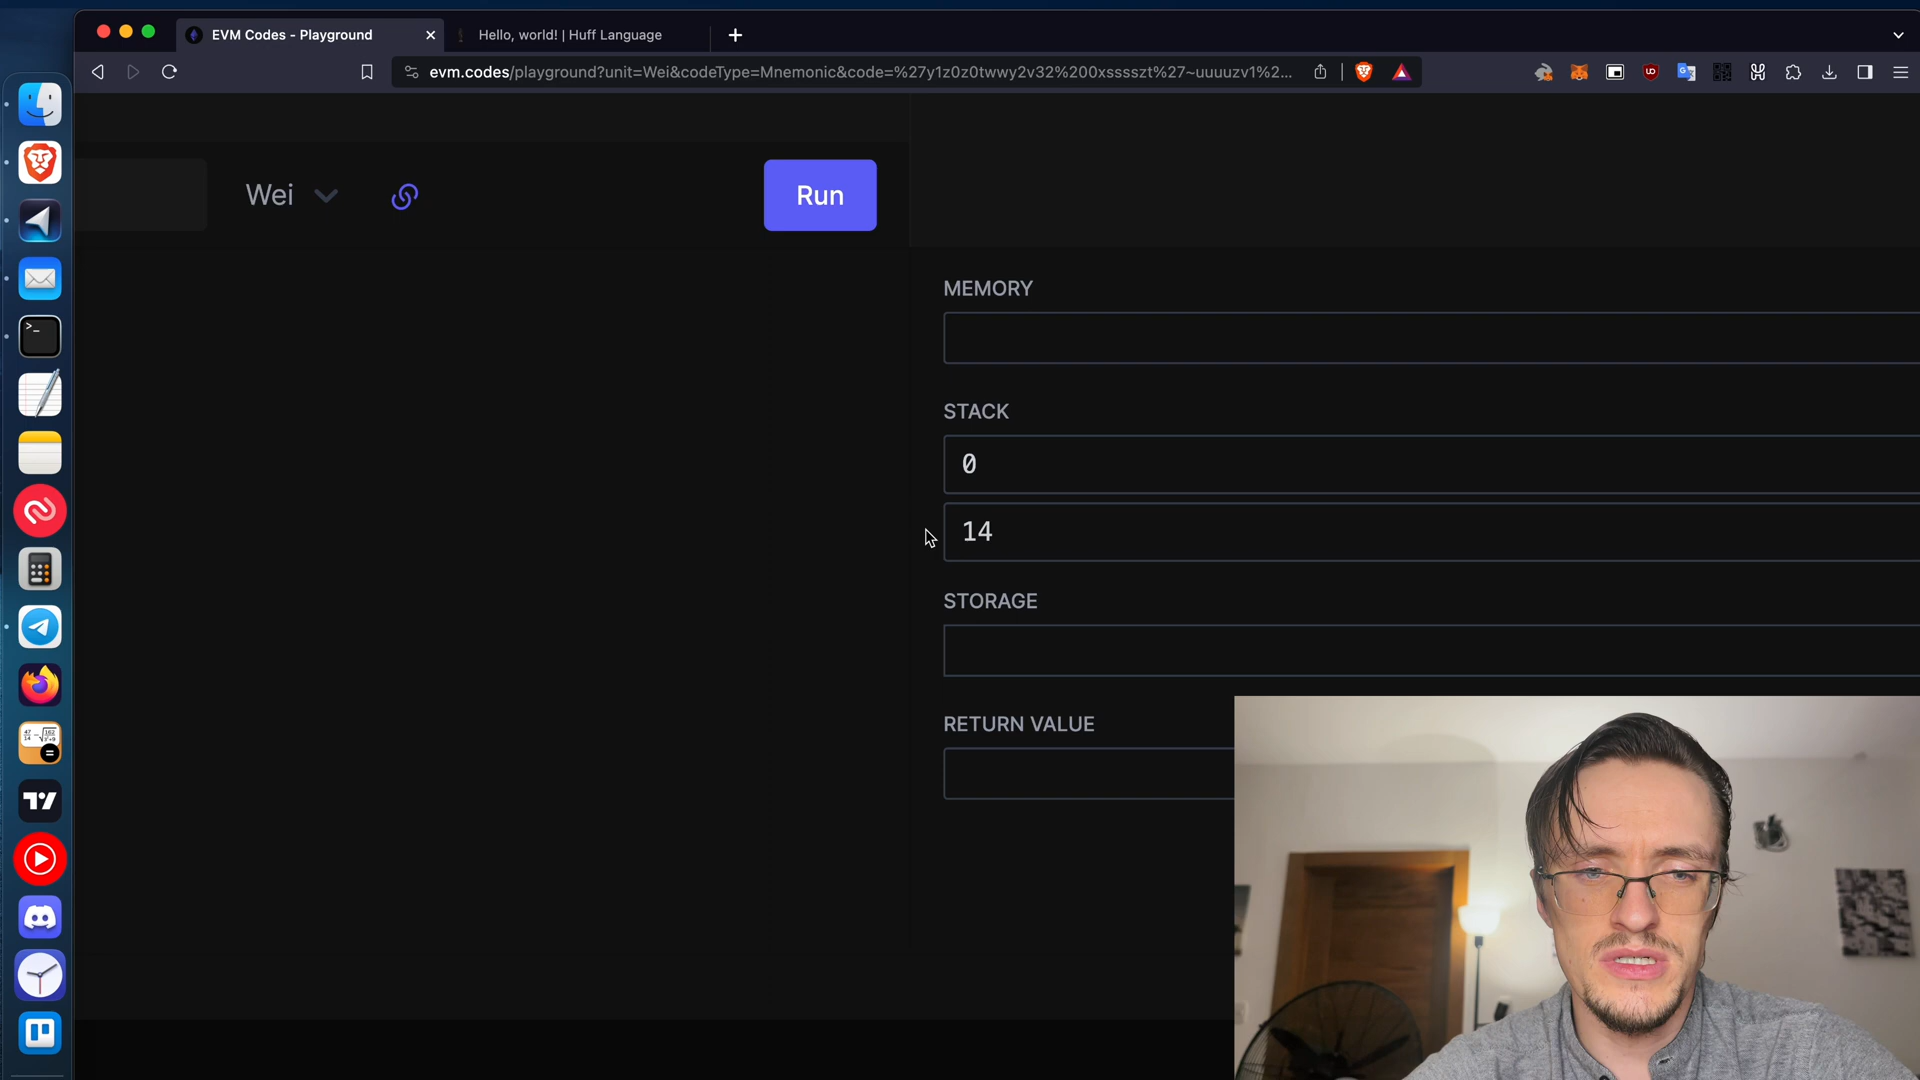 EVM Codes - Playground
Hello, world! | Huff Language
evm.codes/playground?unit=Wei&codeType=Mnemonic&code=%27y1z0z0twwy2v32%200xsssszt%27~uuuuzv1%2...
Wei
Run
MEMORY
STACK
0
14
STORAGE
RETURN VALUE